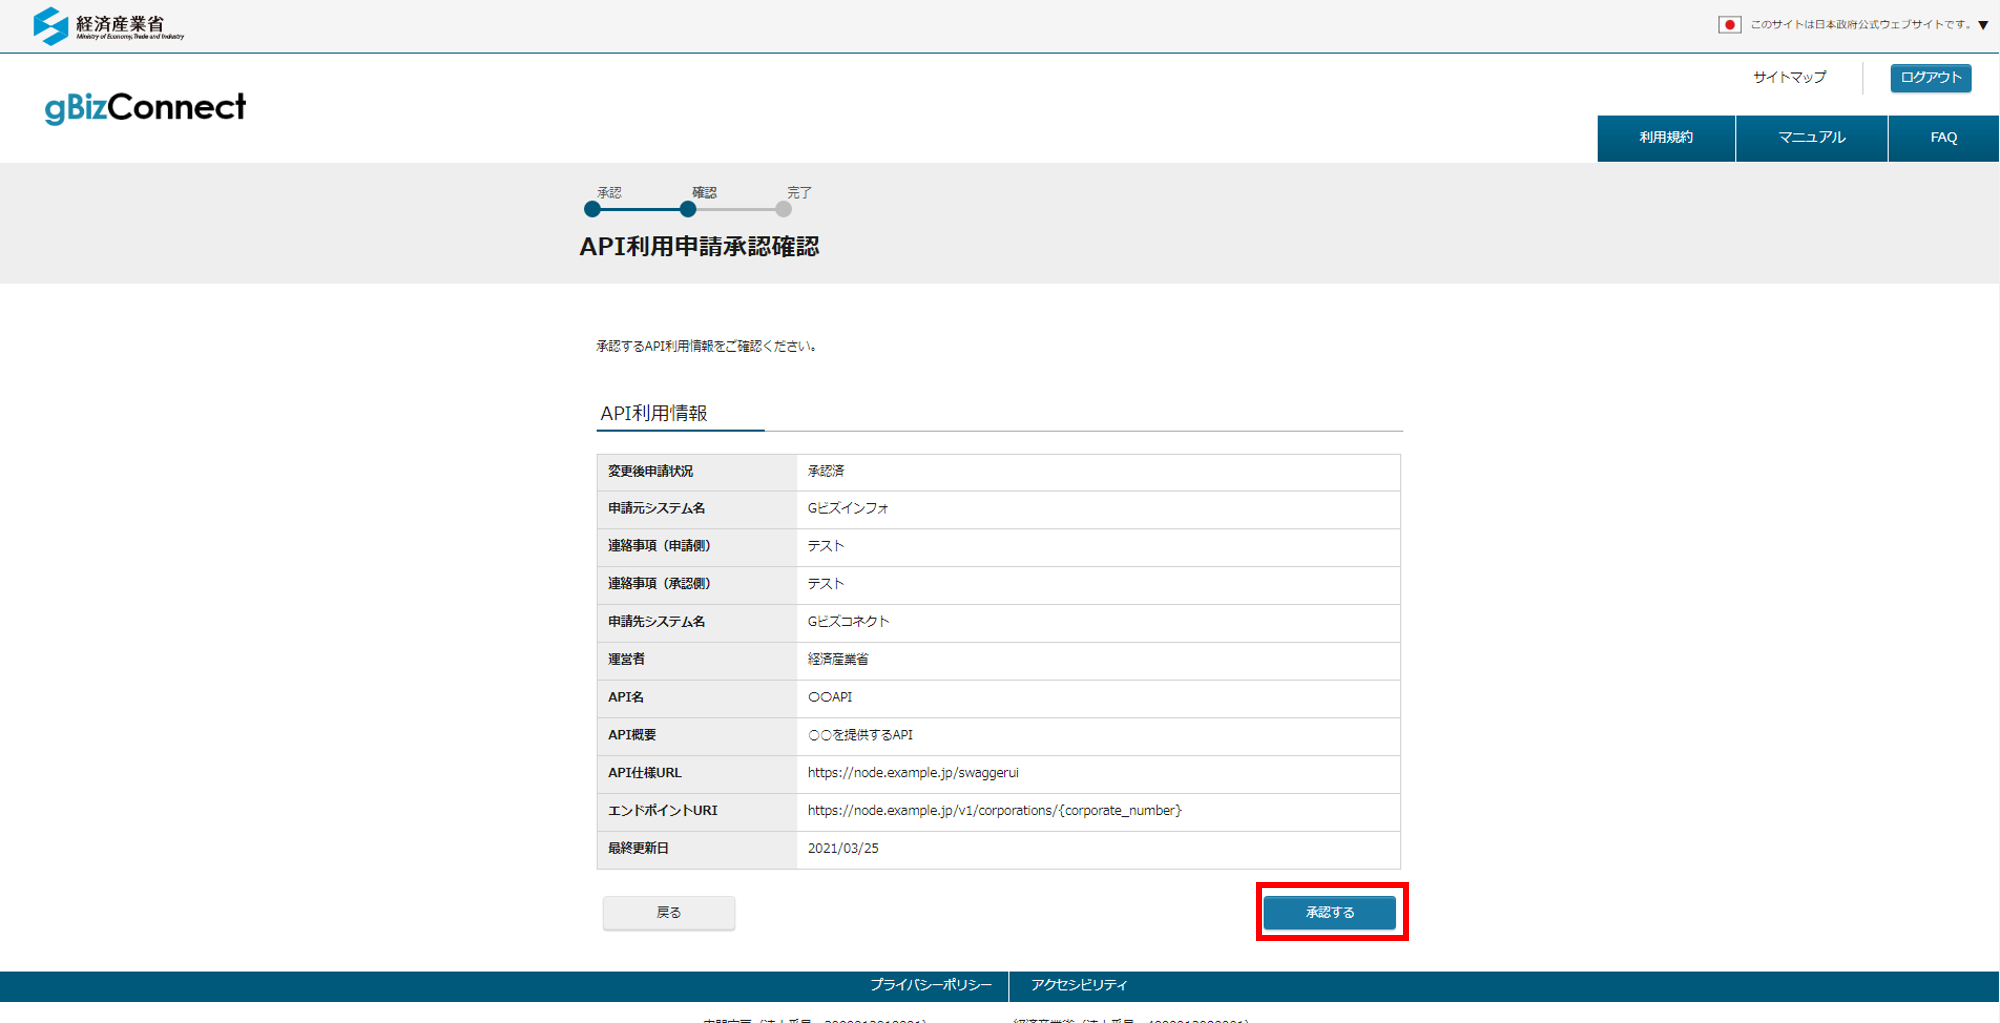 経済産業省
Ministry of Economy, Trade and Industry
このサイトは日本政府公式ウェブサイトです。▼
gBizConnect
サイトマップ
ログアウト
利用規約
マニュアル
FAQ
承認
確認
完了
API利用申請承認確認
承認するAPI利用情報をご確認ください。
API利用情報
変更後申請状況 承認済
申請元システム名 Gビズインフォ
連絡事項（申請側） テスト
連絡事項（承認側） テスト
申請先システム名 Gビズコネクト
運営者 経済産業省
API名 〇〇API
API概要 〇〇を提供するAPI
API仕様URL https://node.example.jp/swaggerui
エンドポイントURI https://node.example.jp/v1/corporations/{corporate_number}
最終更新日 2021/03/25
戻る
承認する
プライバシーポリシー
アクセシビリティ